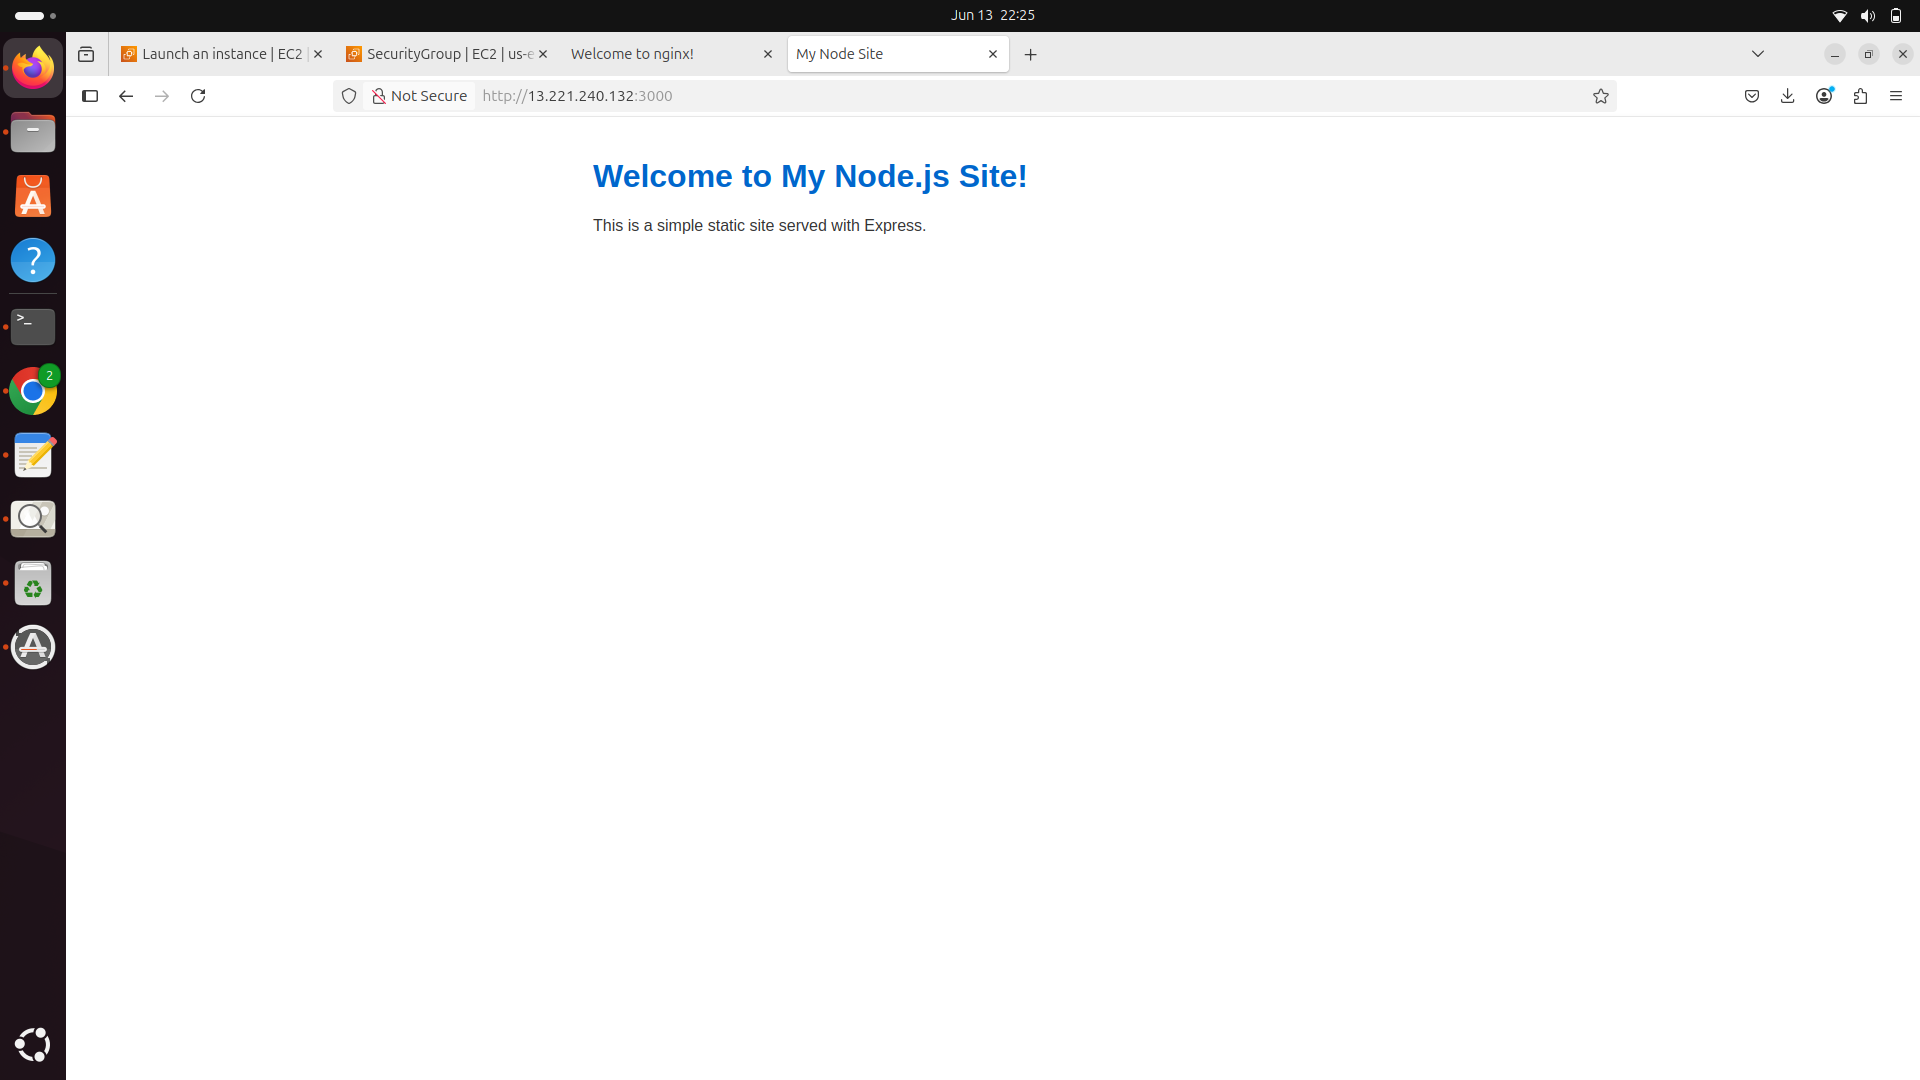 Jun 13 22:25
Launch an instance | EC2 |
SecurityGroup | EC2 | us-e
Welcome to nginx!
My Node Site
Not Secure
http://13.221.240.132:3000
Welcome to My Node.js Site!
This is a simple static site served with Express.
2